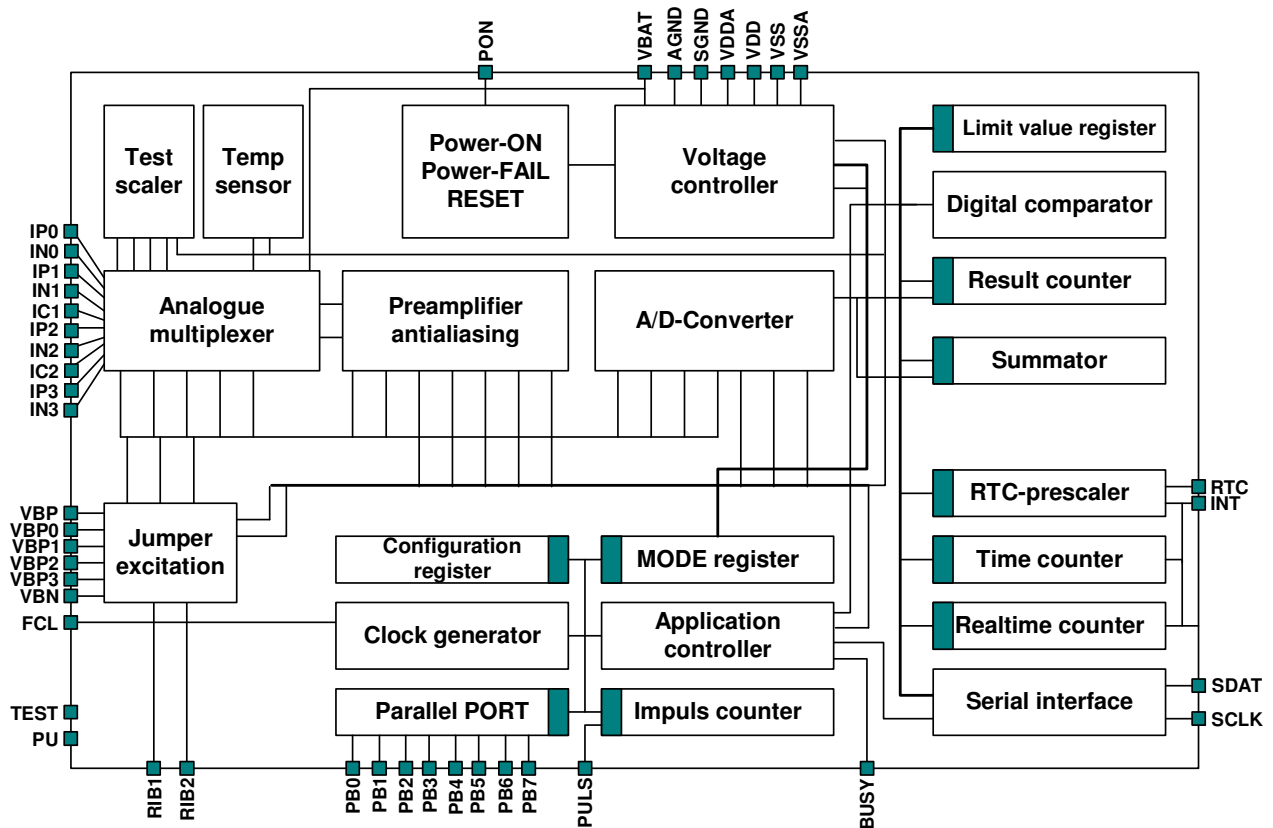 PON
VBAT
AGND
SGND
VDDA
VDD
VSS
VSSA
Test
scaler
Temp
sensor
Power-ON
Power-FAIL
RESET
Voltage
controller
Limit value register
Digital comparator
Result counter
Summator
IP0
IN0
IP1
IN1
IC1
IP2
IN2
IC2
IP3
IN3
Analogue
multiplexer
Preamplifier
antialiasing
A/D-Converter
RTC-prescaler
Time counter
Realtime counter
Serial interface
RTC
INT
SDAT
SCLK
VBP
VBP0
VBP1
VBP2
VBP3
VBN
FCL
TEST
PU
Jumper
excitation
Configuration
register
MODE register
Clock generator
Application
controller
Parallel PORT
Impuls counter
RIB1
RIB2
PB0
PB1
PB2
PB3
PB4
PB5
PB6
PB7
PULS
BUSY